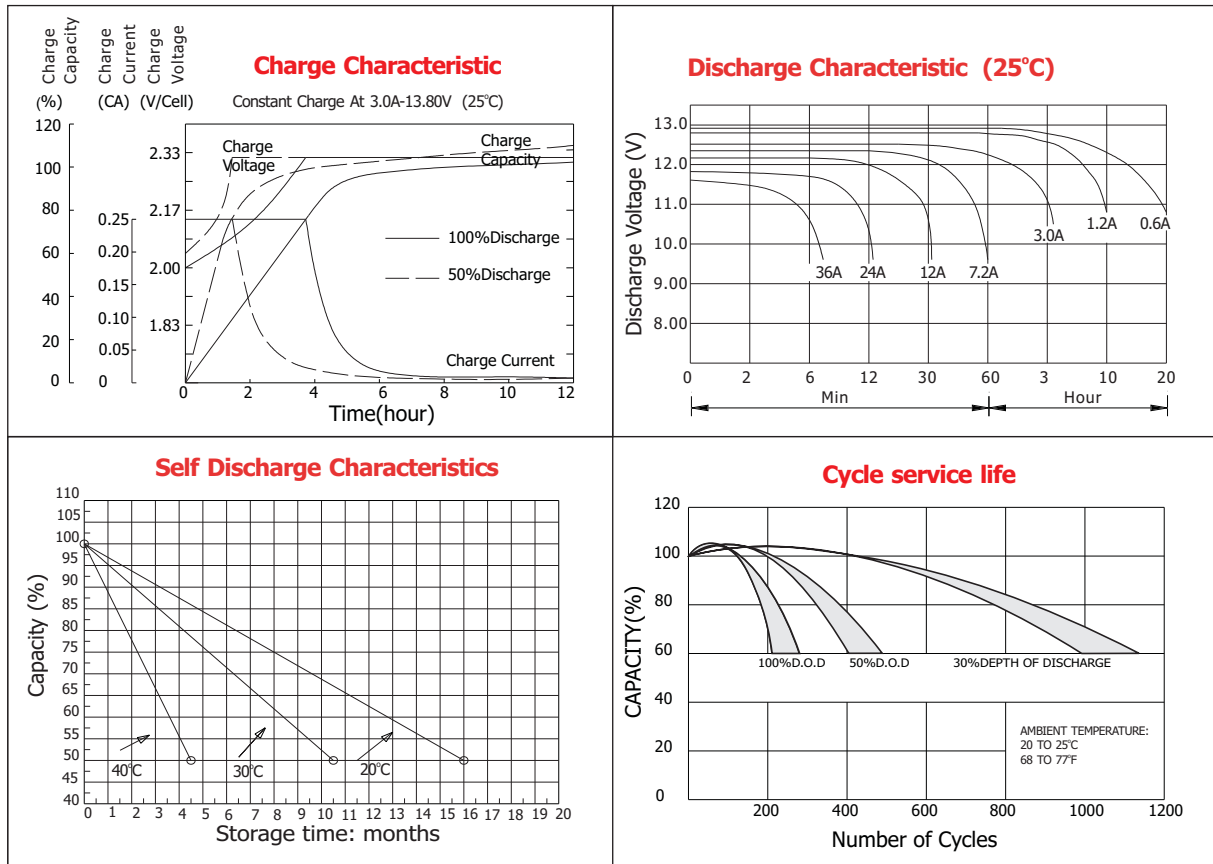 Charge Capacity
Charge Current
Charge Voltage
(%) (CA) (V/Cell)
Charge Characteristic
Constant Charge At 3.0A-13.80V (25°C)
120
100
80
60
40
20
0
0.25
0.20
0.15
0.10
0.05
0
2.33
2.17
2.00
1.83
Charge Voltage
Charge Capacity
100%Discharge
50%Discharge
Charge Current
0 2 4 6 8 10 12
Time(hour)
Discharge Characteristic (25°C)
Discharge Voltage (V)
13.0
12.0
11.0
10.0
9.00
8.00
36A 24A 12A 7.2A 3.0A 1.2A 0.6A
0 2 6 12 30 60 3 10 20
Min Hour
Self Discharge Characteristics
Capacity (%)
110
105
100
95
90
85
80
75
70
65
60
55
50
45
40
40°C 30°C 20°C
0 1 2 3 4 5 6 7 8 9 10 11 12 13 14 15 16 17 18 19 20
Storage time: months
Cycle service life
CAPACITY(%)
120
100
80
60
40
20
0
100%D.O.D 50%D.O.D 30%DEPTH OF DISCHARGE
AMBIENT TEMPERATURE:
20 TO 25°C
68 TO 77°F
200 400 600 800 1000 1200
Number of Cycles